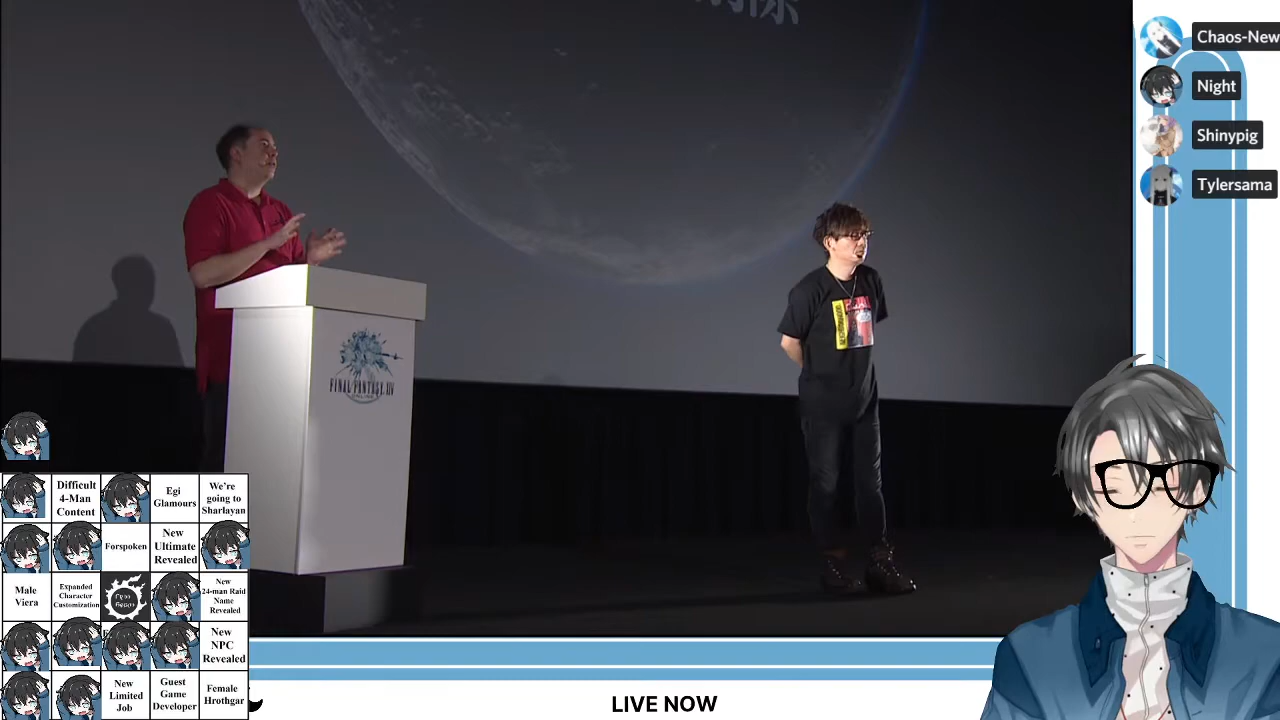 Chaos-New
Night
Shinypig
Tylersama
FINAL FANTASY XIV
ONLINE
Difficult
4-Man
Content
Egi
Glamours
We're
going to
Sharlayan
Forspoken
New
Ultimate
Revealed
Male
Viera
Expanded
Character
Customization
New
24-man Raid
Name
Revealed
New
NPC
Revealed
New
Limited
Job
Guest
Game
Developer
Female
Hrothgar
LIVE NOW